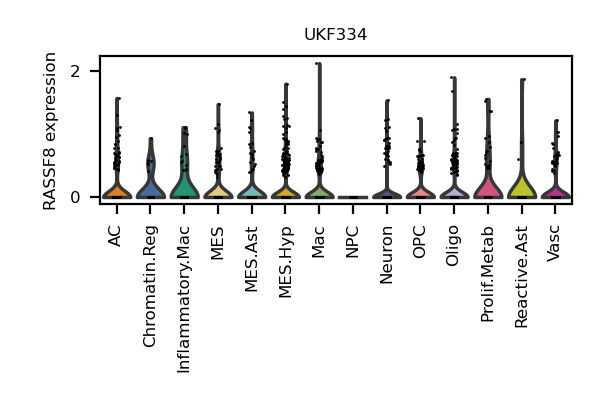 UKF334
RASSF8 expression
2
0
AC
Chromatin.Reg
Inflammatory.Mac
MES
MES.Ast
MES.Hyp
Mac
NPC
Neuron
OPC
Oligo
Prolif.Metab
Reactive.Ast
Vasc